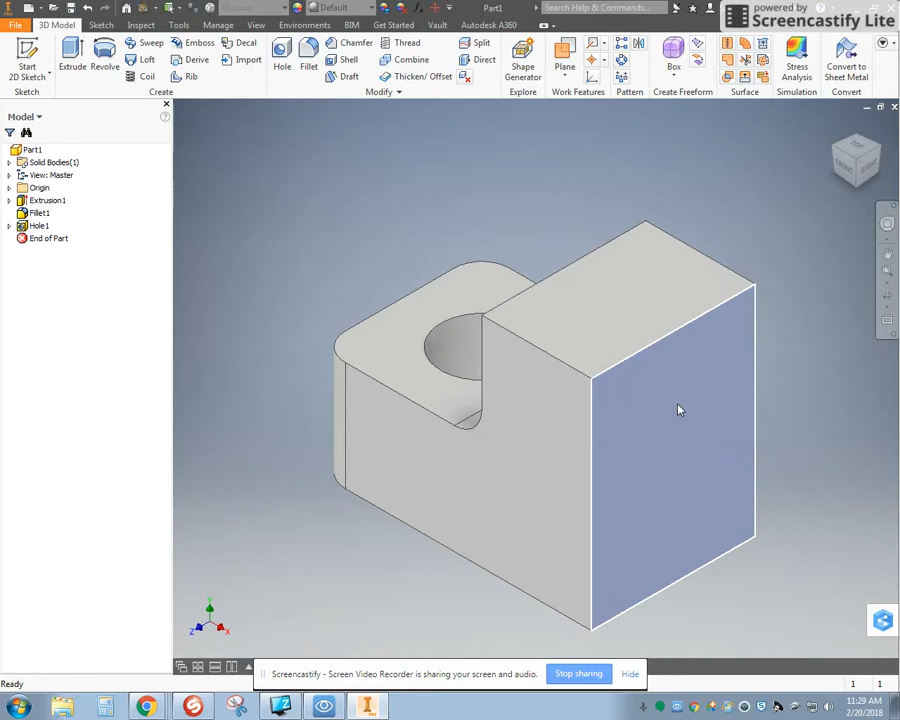 File 3D Model Sketch Inspect Tools Manage View Environments BIM Get Started Vault Autodesk A360
Default Part1 Search Help & Commands...
powered by
Screencastify Lite
Start
2D Sketch
Sketch
Extrude Revolve
Sweep Emboss Decal
Loft Derive Import
Coil Rib
Create
Hole Fillet
Chamfer Thread Split
Shell Combine Direct
Draft Thicken/ Offset
Modify
Shape
Generator
Explore
Plane
Work Features
Pattern
Box
Create Freeform
Surface
Stress
Analysis
Simulation
Convert to
Sheet Metal
Convert
Model
Part1
Solid Bodies(1)
View: Master
Origin
Extrusion1
Fillet1
Hole1
End of Part
TOP
FRONT RIGHT
Y
Z X
Screencastify - Screen Video Recorder is sharing your screen and audio. Stop sharing Hide
Ready 1 1
11:29 AM
2/20/2018